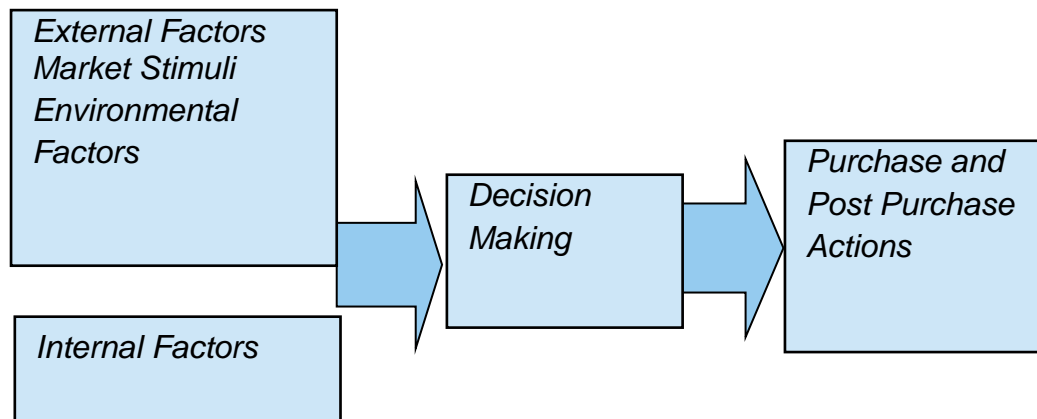 External Factors
Market Stimuli
Environmental
Factors
Internal Factors
Decision
Making
Purchase and
Post Purchase
Actions